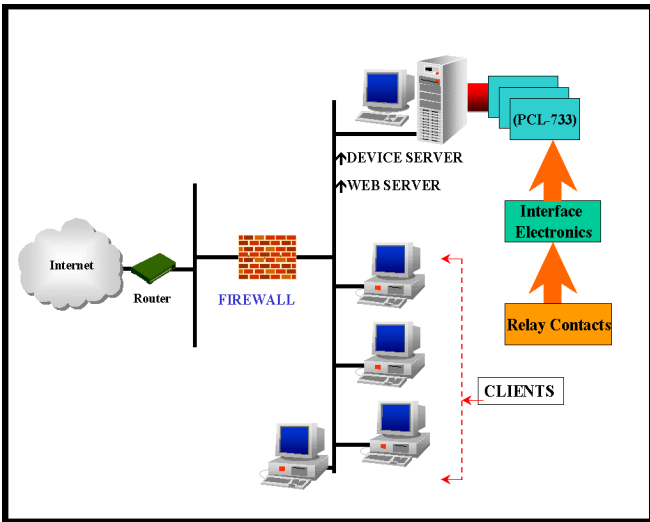 (PCL-733)
↑DEVICE SERVER
↑WEB SERVER
Interface
Electronics
Internet
Router
FIREWALL
Relay Contacts
CLIENTS